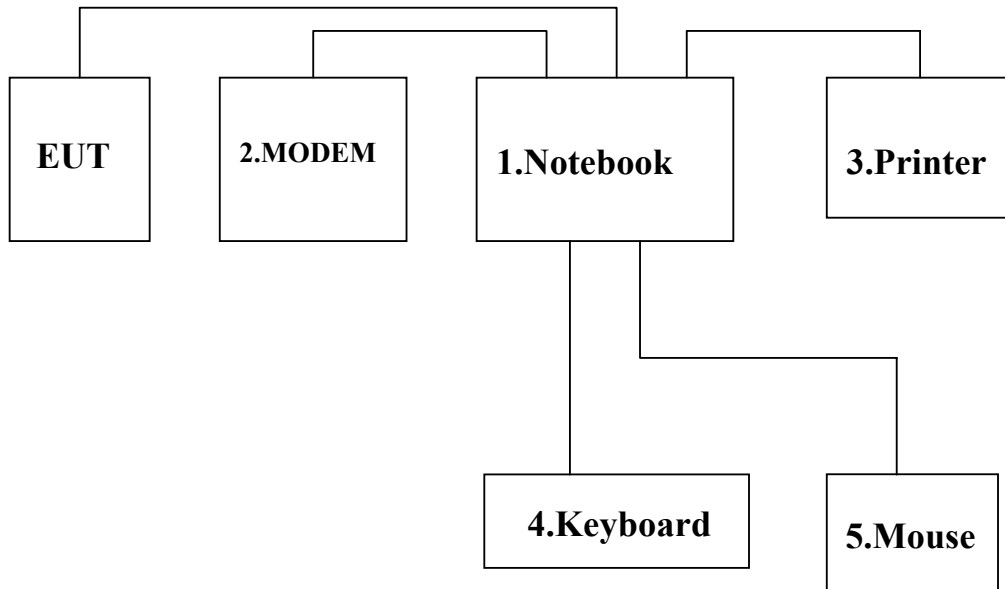 EUT
2.MODEM
1.Notebook
3.Printer
4.Keyboard
5.Mouse